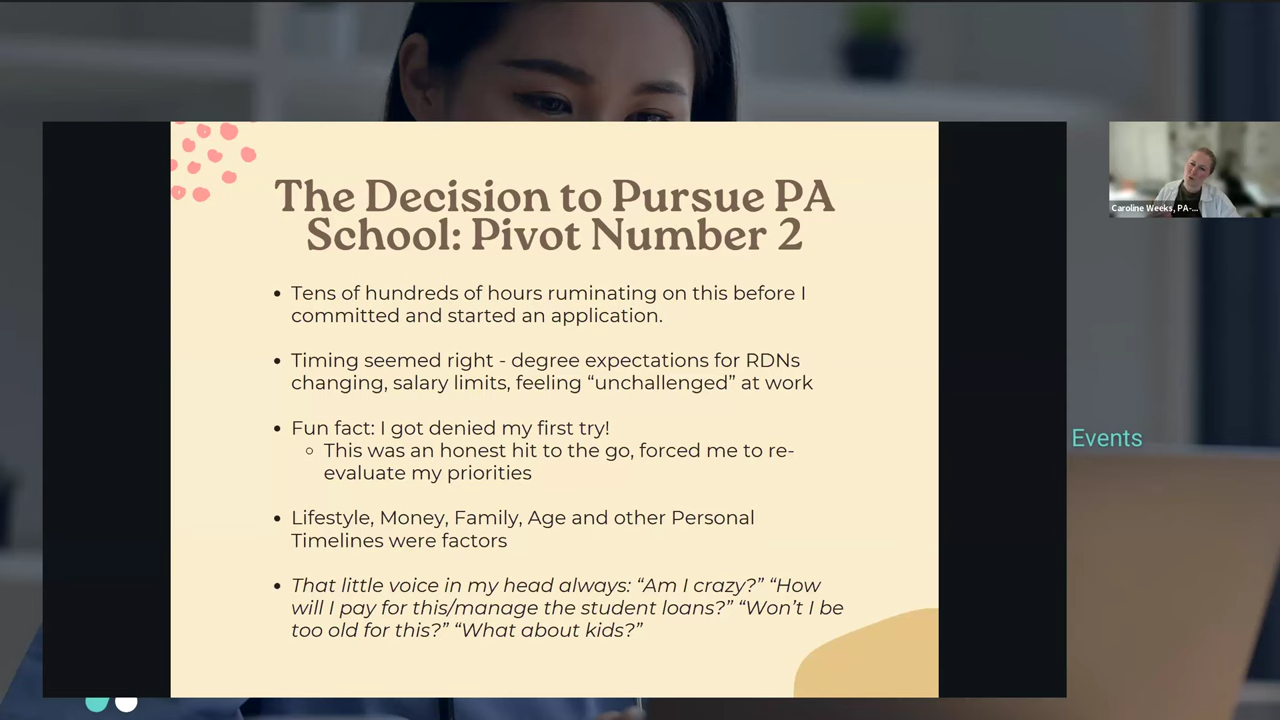 The Decision to Pursue PA
School: Pivot Number 2
• Tens of hundreds of hours ruminating on this before I
committed and started an application.
• Timing seemed right - degree expectations for RDNs
changing, salary limits, feeling “unchallenged” at work
• Fun fact: I got denied my first try!
○ This was an honest hit to the go, forced me to re-
evaluate my priorities
• Lifestyle, Money, Family, Age and other Personal
Timelines were factors
• That little voice in my head always: “Am I crazy?” “How
will I pay for this/manage the student loans?” “Won’t I be
too old for this?” “What about kids?”
Caroline Weeks, PA-...
Events